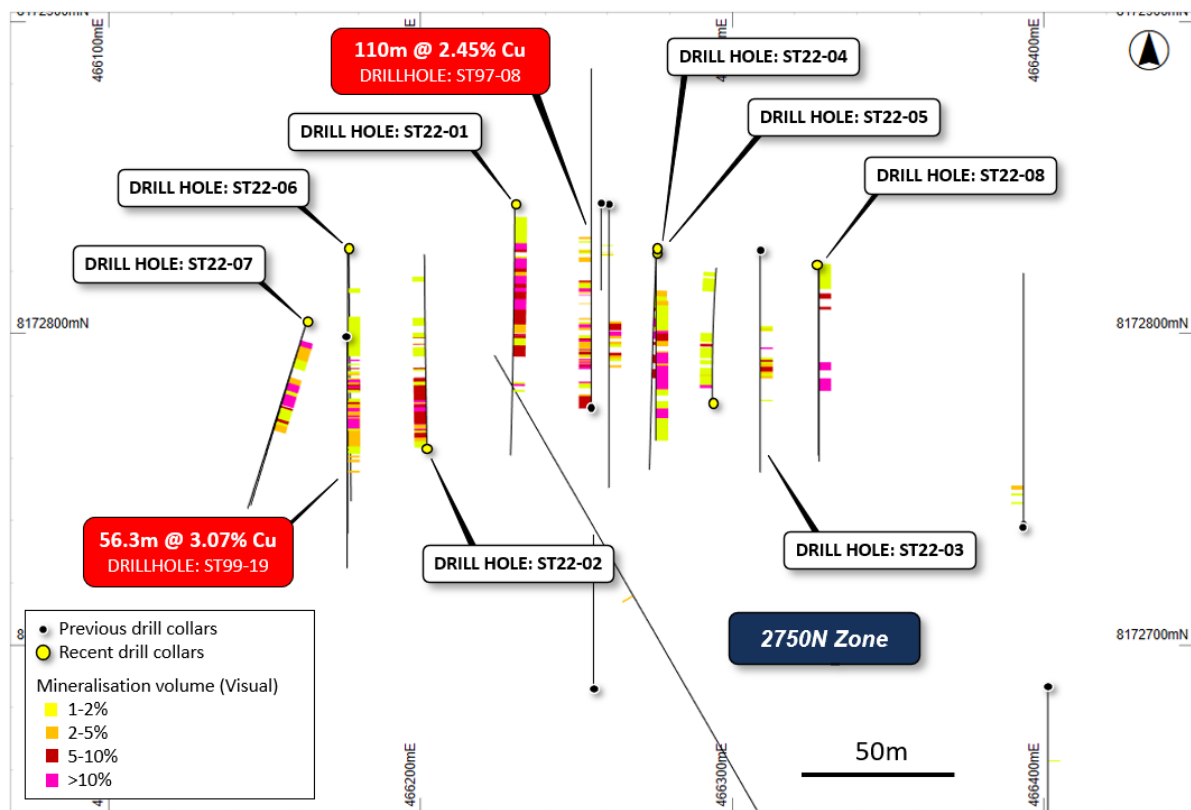 8172900mN
466100mE
110m @ 2.45% Cu
DRILLHOLE: ST97-08
DRILL HOLE: ST22-04
466400mE
DRILL HOLE: ST22-01
DRILL HOLE: ST22-05
DRILL HOLE: ST22-06
DRILL HOLE: ST22-08
DRILL HOLE: ST22-07
8172800mN
8172800mN
56.3m @ 3.07% Cu
DRILLHOLE: ST99-19
DRILL HOLE: ST22-02
DRILL HOLE: ST22-03
2750N Zone
8172700mN
Previous drill collars
Recent drill collars
Mineralisation volume (Visual)
1-2%
2-5%
5-10%
>10%
466200mE
466300mE
466400mE
50m